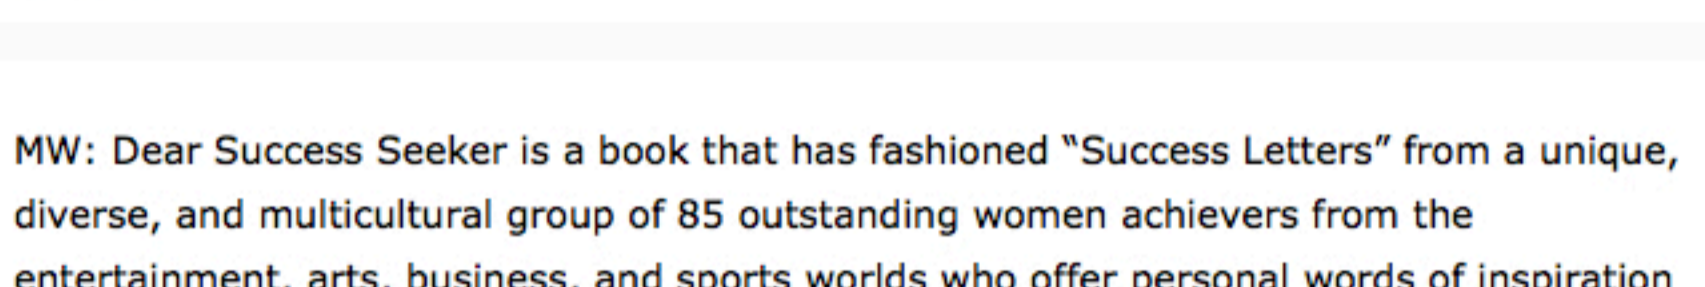 MW: Dear Success Seeker is a book that has fashioned “Success Letters” from a unique,
diverse, and multicultural group of 85 outstanding women achievers from the
entertainment, arts, business, and sports worlds who offer personal words of inspiration